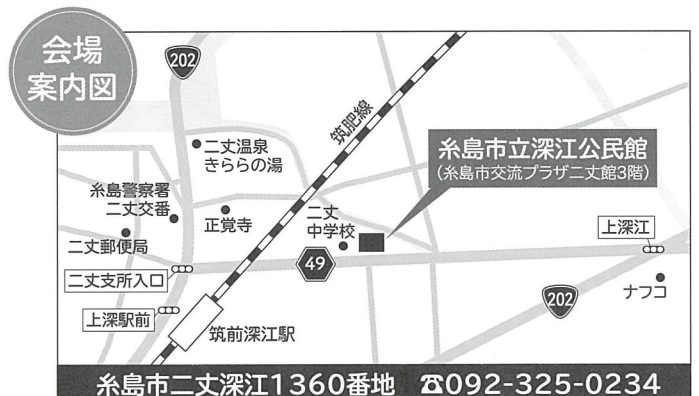 会場
案内図
202
筑肥線
二丈温泉
きららの湯
糸島市立深江公民館
(糸島市交流プラザ二丈館3階)
糸島警察署
二丈交番
正覚寺
二丈
中学校
上深江
二丈郵便局
49
二丈支所入口
202
ナフコ
上深駅前
筑前深江駅
糸島市二丈深江1360番地 ☎092-325-0234